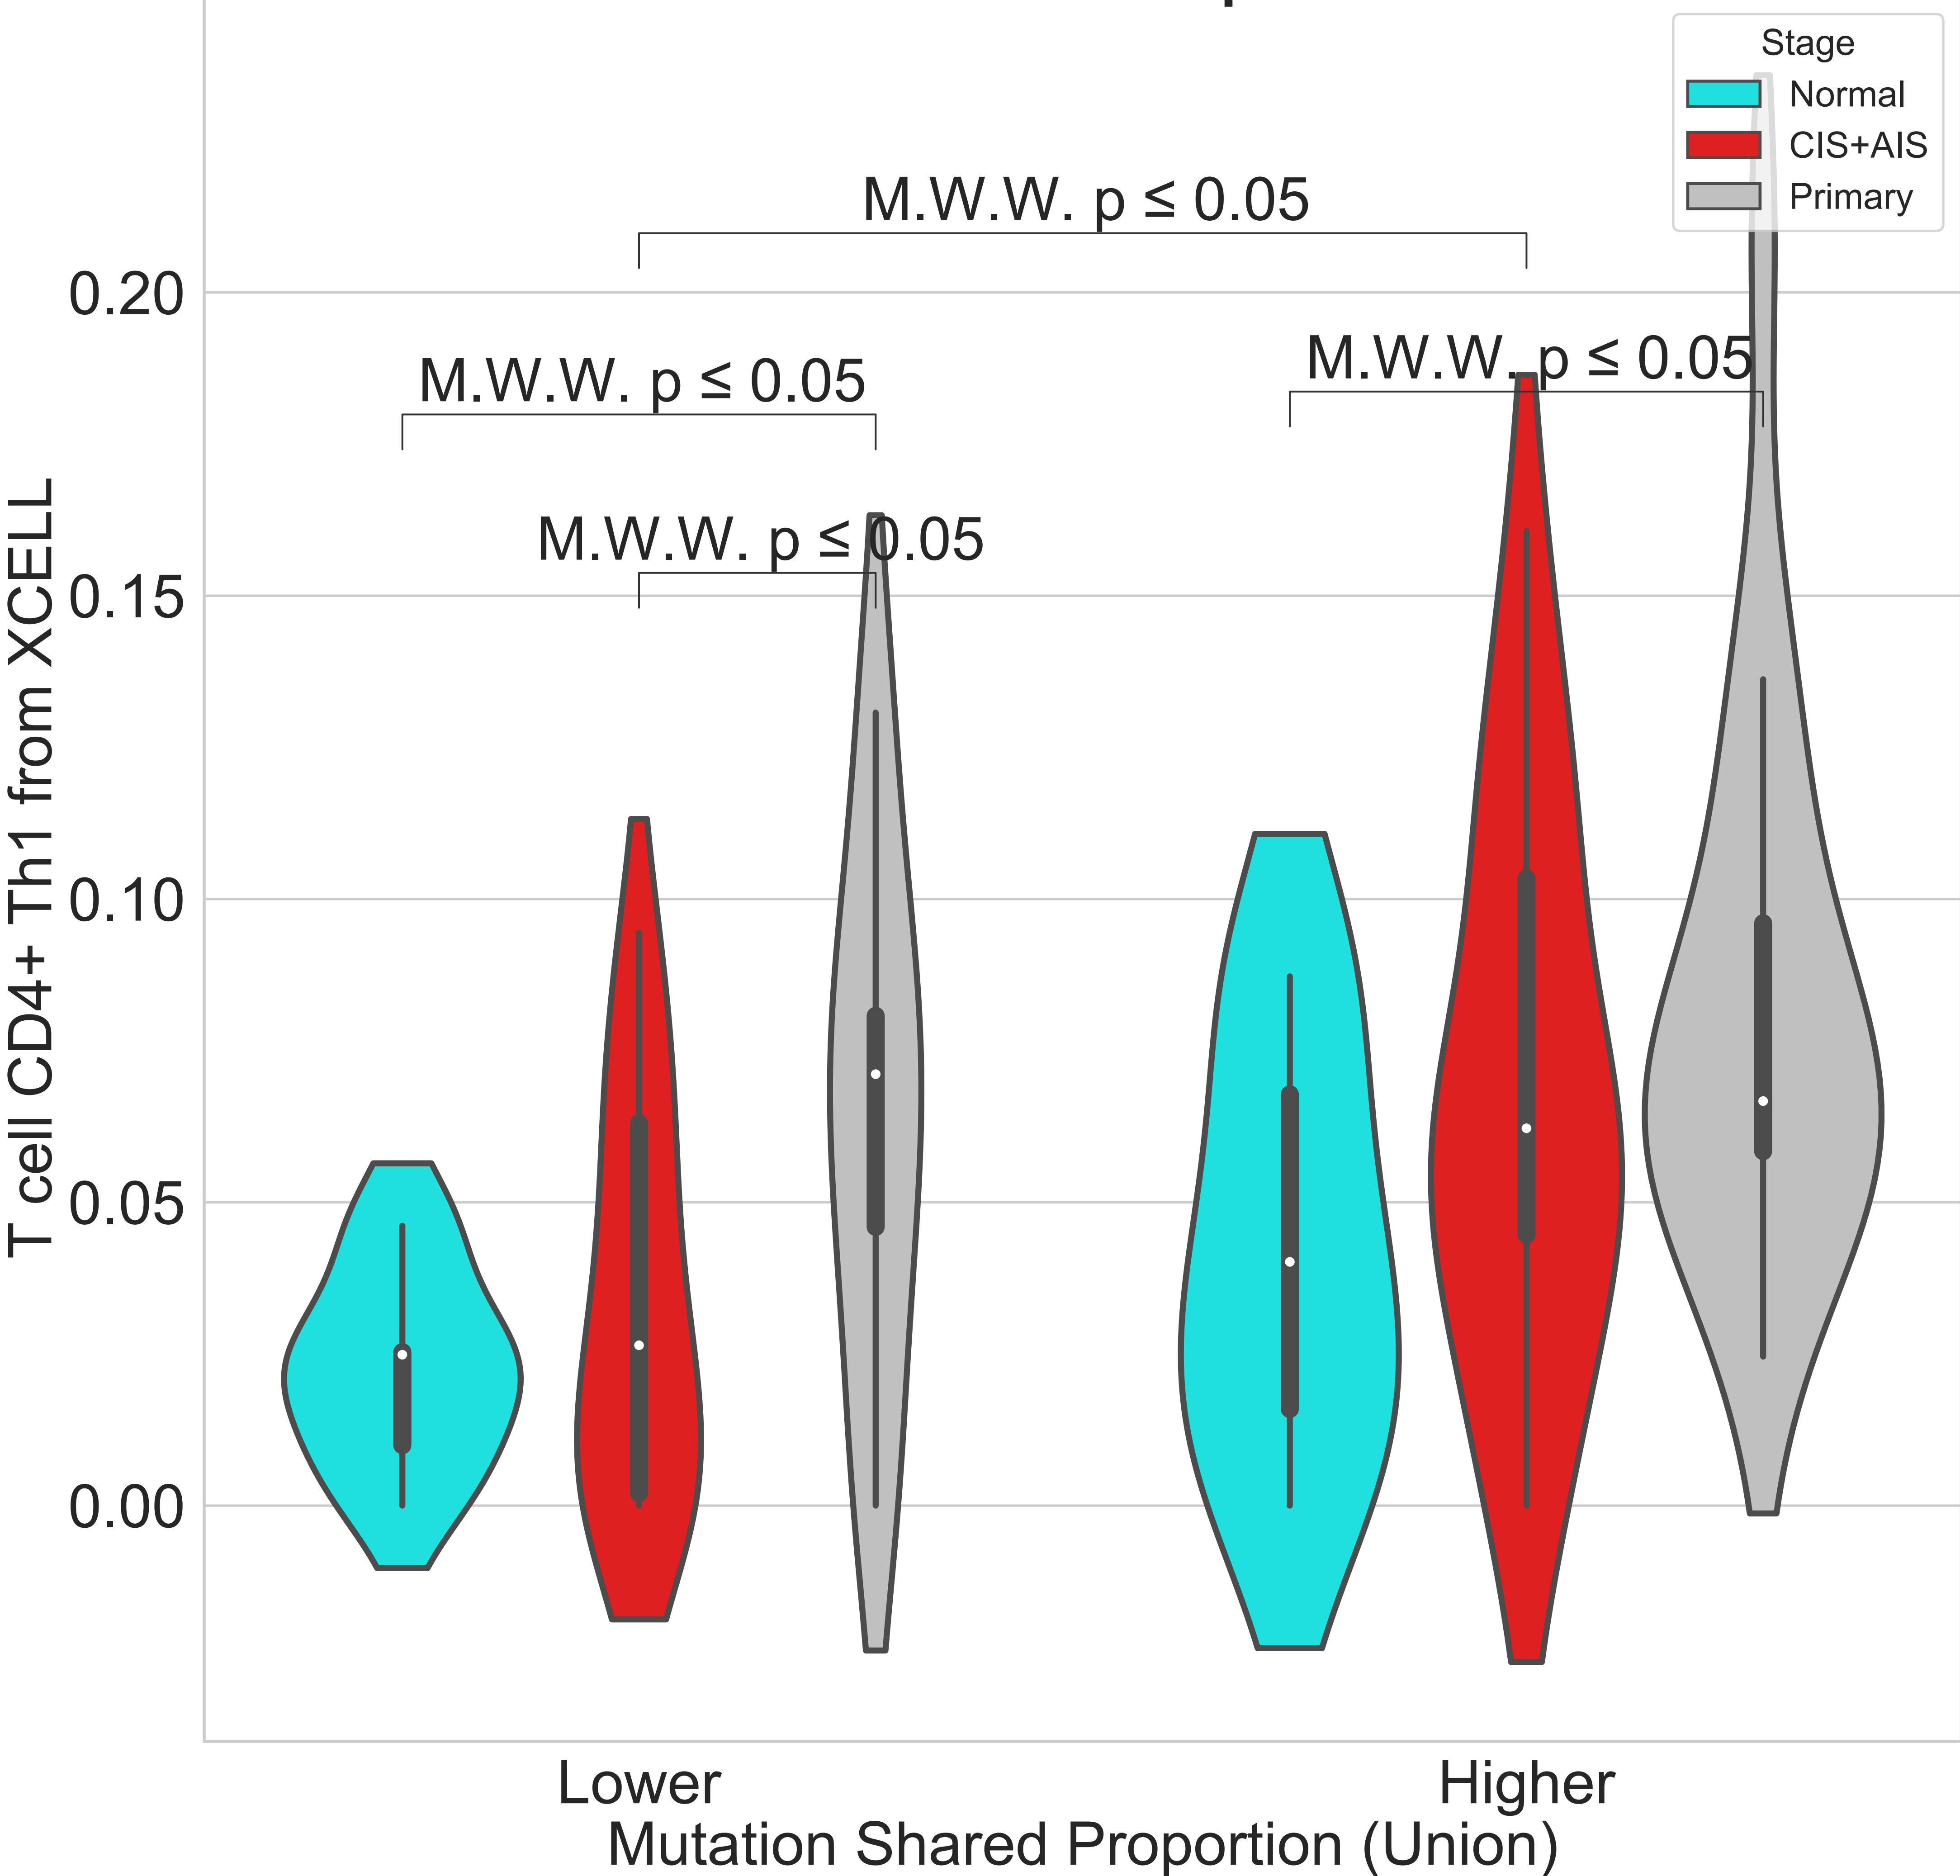 Stage
Normal
CIS+AIS
Primary
M.W.W. p ≤ 0.05
M.W.W. p ≤ 0.05
M.W.W. p ≤ 0.05
M.W.W. p ≤ 0.05
T cell CD4+ Th1 from XCELL
0.20
0.15
0.10
0.05
0.00
Lower
Higher
Mutation Shared Proportion (Union)